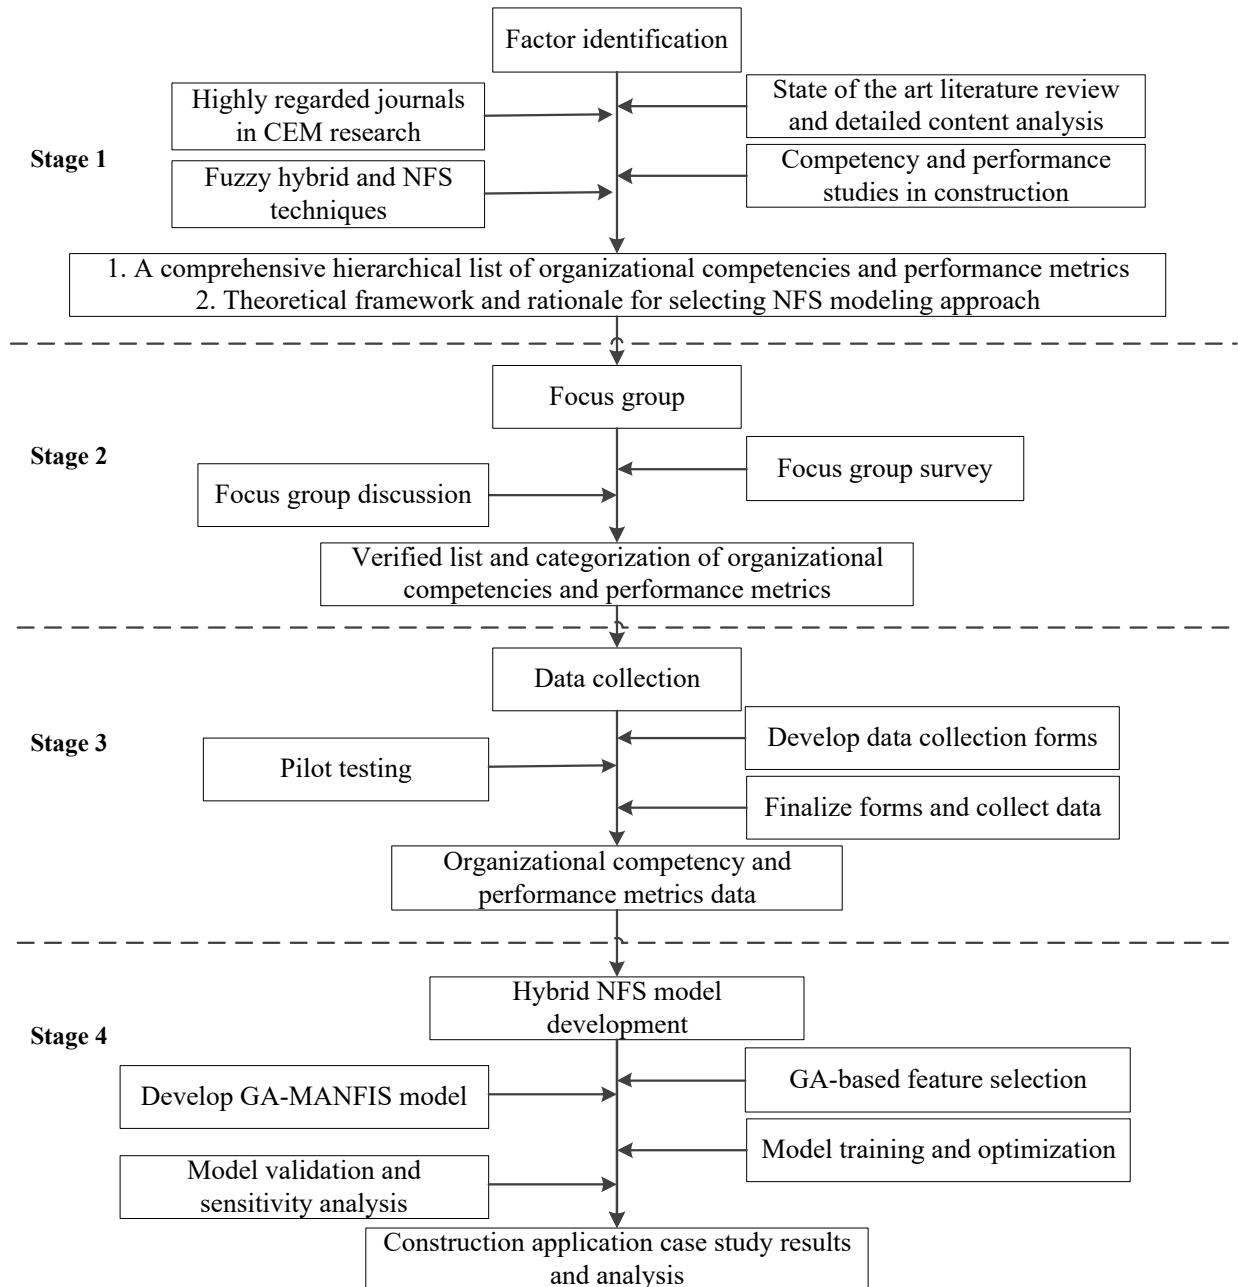 Factor identification
Highly regarded journals
in CEM research
State of the art literature review
and detailed content analysis
Stage 1
Fuzzy hybrid and NFS
techniques
Competency and performance
studies in construction
1. A comprehensive hierarchical list of organizational competencies and performance metrics
2. Theoretical framework and rationale for selecting NFS modeling approach
Focus group
Stage 2
Focus group survey
Focus group discussion
Verified list and categorization of organizational
competencies and performance metrics
Data collection
Stage 3
Develop data collection forms
Pilot testing
Finalize forms and collect data
Organizational competency and
performance metrics data
Hybrid NFS model
development
Stage 4
GA-based feature selection
Develop GA-MANFIS model
Model training and optimization
Model validation and
sensitivity analysis
Construction application case study results
and analysis